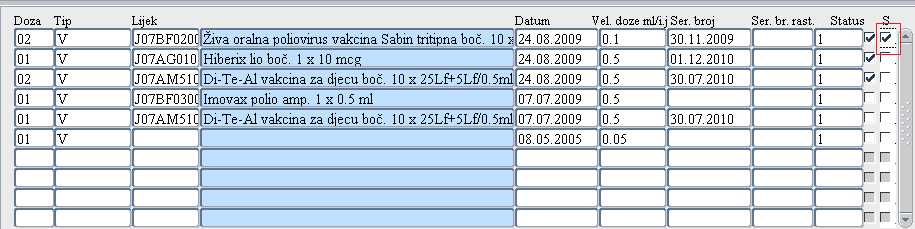 Doza Tip Lijek Datum Vel. doze ml/i.j Ser. broj Ser. br. rast. Status S
02 V J07BF0200 Živa oralna poliovirus vakcina Sabin tritipna boč. 10 x 24.08.2009 0.1 30.11.2009 1
01 V J07AG010 Hiberix lio boč. 1 x 10 mcg 24.08.2009 0.5 01.12.2010 1
02 V J07AM510 Di-Te-Al vakcina za djecu boč. 10 x 25Lf+5Lf/0.5ml 24.08.2009 0.5 30.07.2010 1
01 V J07BF0300 Imovax polio amp. 1 x 0.5 ml 07.07.2009 0.5 1
01 V J07AM510 Di-Te-Al vakcina za djecu boč. 10 x 25Lf+5Lf/0.5ml 07.07.2009 0.5 30.07.2010 1
01 V 08.05.2005 0.05 1